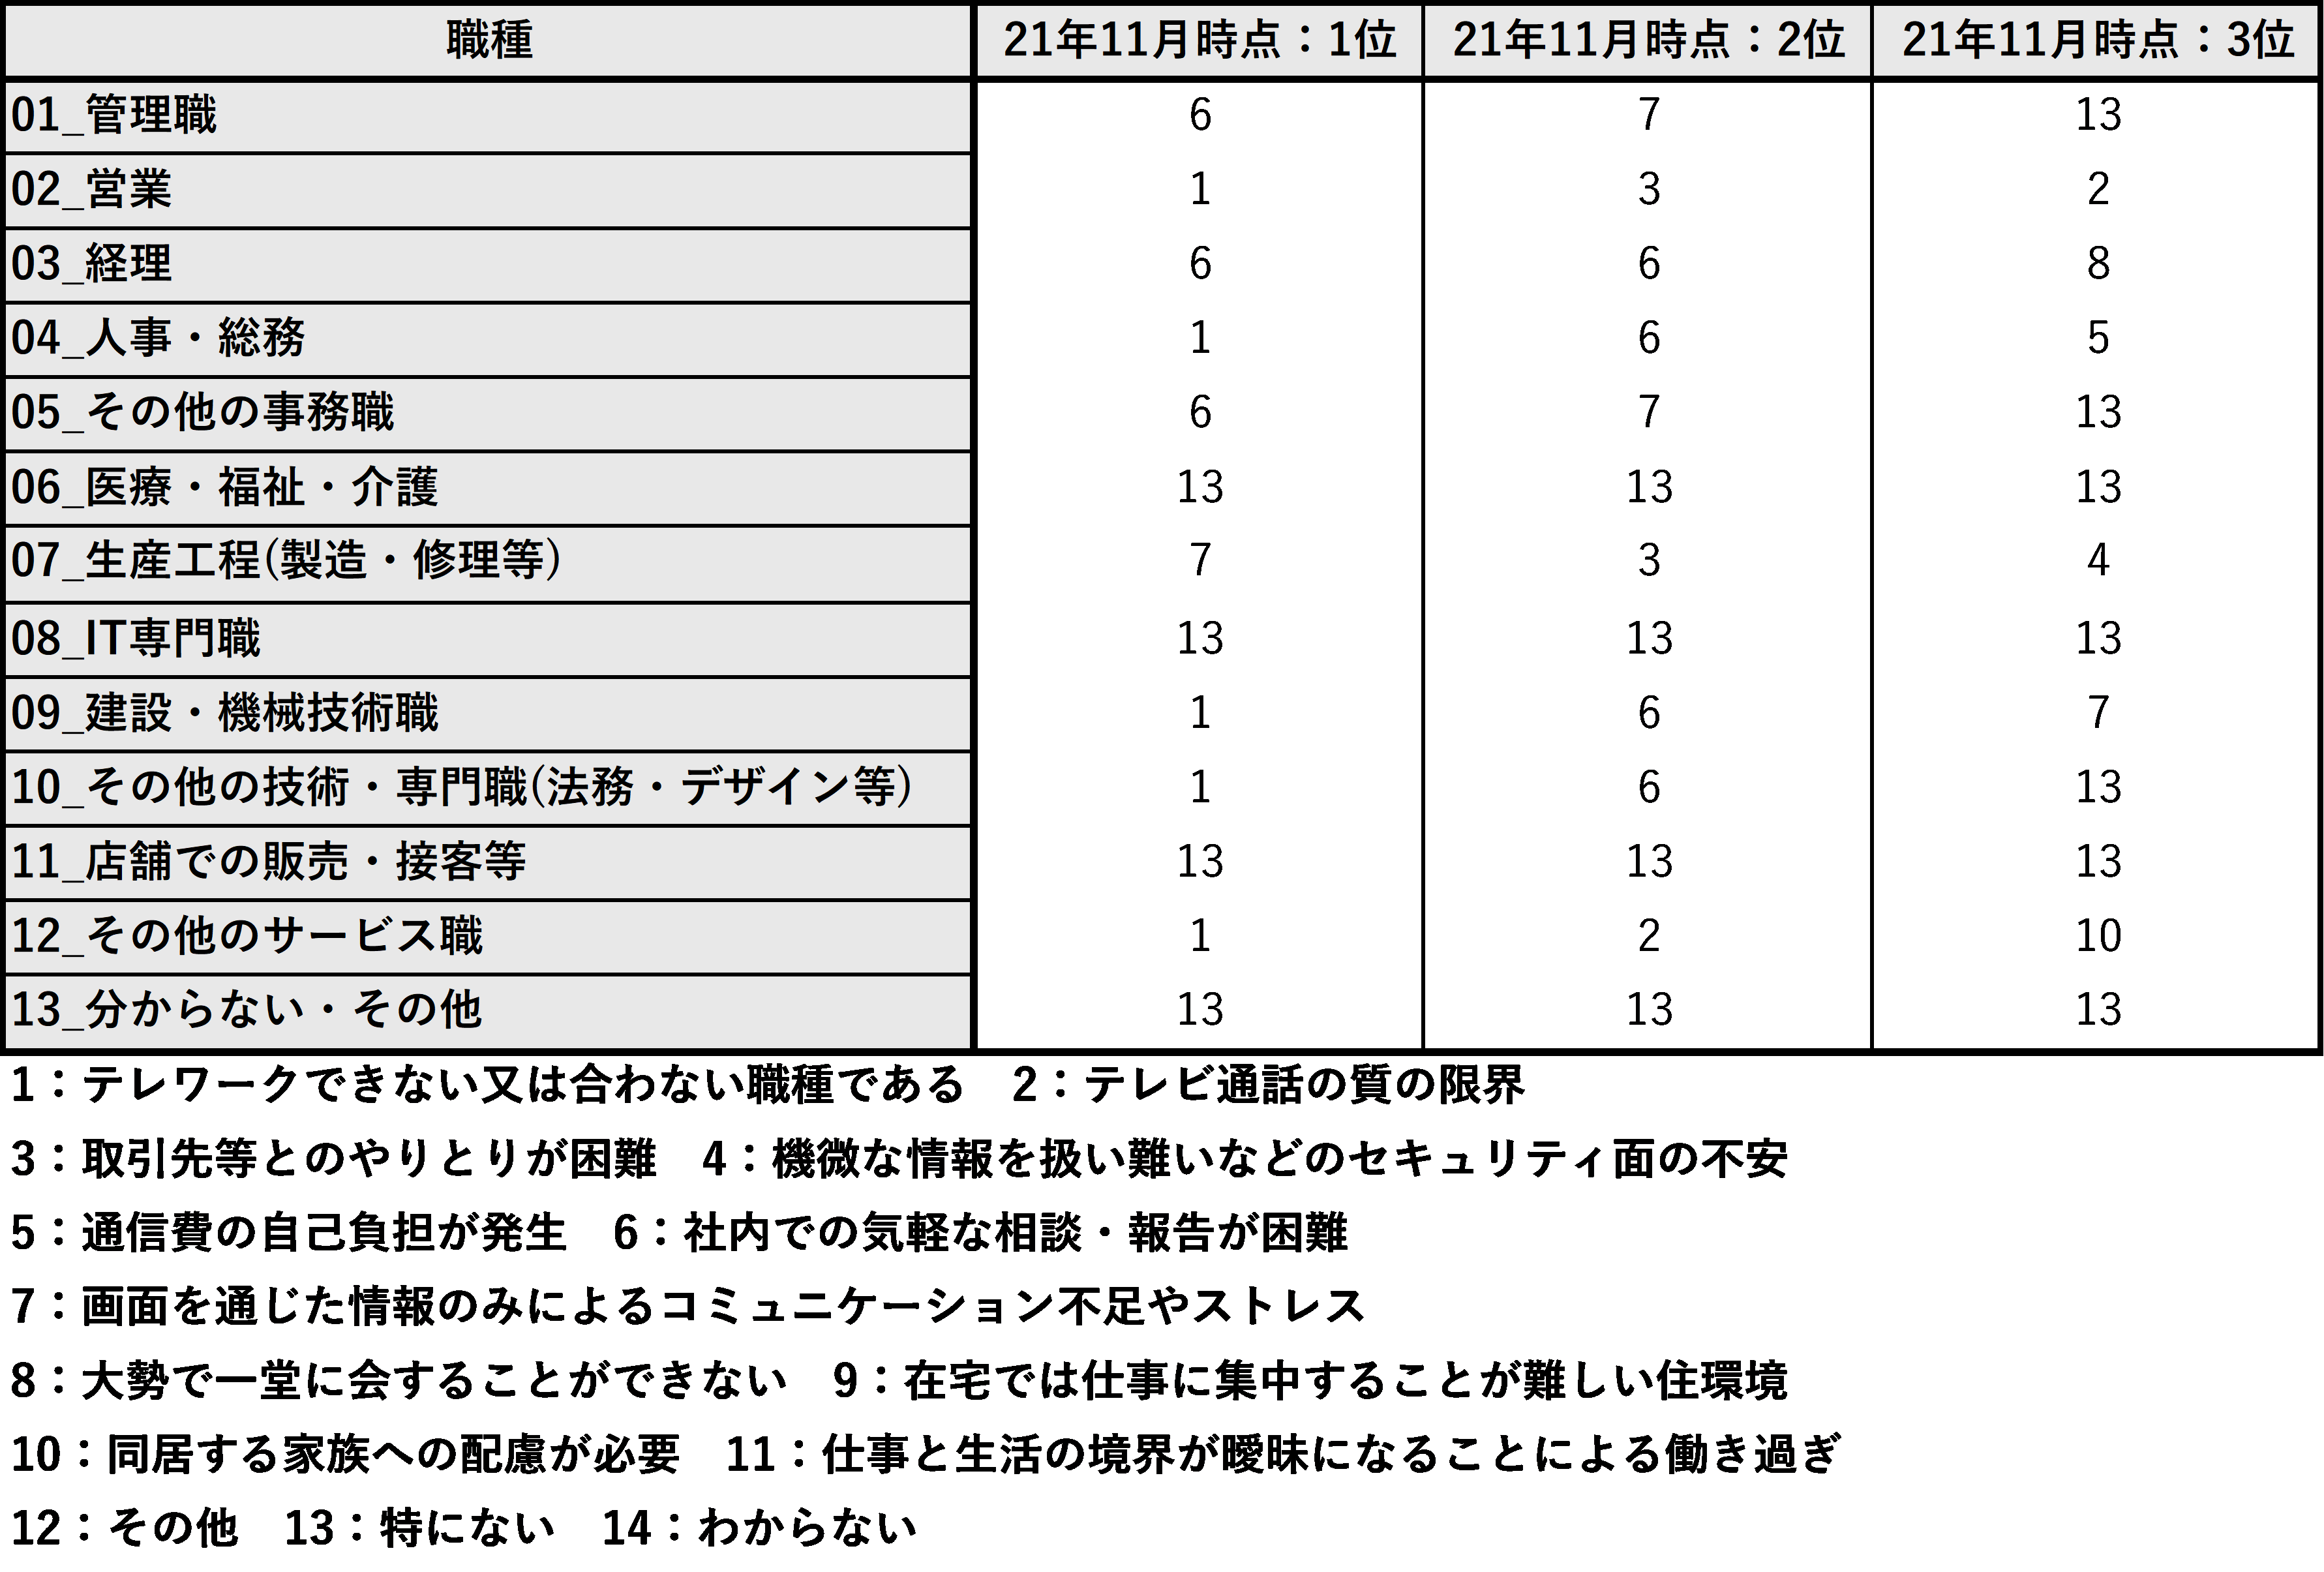 職種 21年11月時点：1位 21年11月時点：2位 21年11月時点：3位
01_管理職 6 7 13
02_営業 1 3 2
03_経理 6 6 8
04_人事・総務 1 6 5
05_その他の事務職 6 7 13
06_医療・福祉・介護 13 13 13
07_生産工程(製造・修理等) 7 3 4
08_IT専門職 13 13 13
09_建設・機械技術職 1 6 7
10_その他の技術・専門職(法務・デザイン等) 1 6 13
11_店舗での販売・接客等 13 13 13
12_その他のサービス職 1 2 10
13_分からない・その他 13 13 13
1：テレワークできない又は合わない職種である　2：テレビ通話の質の限界
3：取引先等とのやりとりが困難　4：機微な情報を扱い難いなどのセキュリティ面の不安
5：通信費の自己負担が発生　6：社内での気軽な相談・報告が困難
7：画面を通じた情報のみによるコミュニケーション不足やストレス
8：大勢で一堂に会することができない　9：在宅では仕事に集中することが難しい住環境
10：同居する家族への配慮が必要　11：仕事と生活の境界が曖昧になることによる働き過ぎ
12：その他　13：特にない　14：わからない